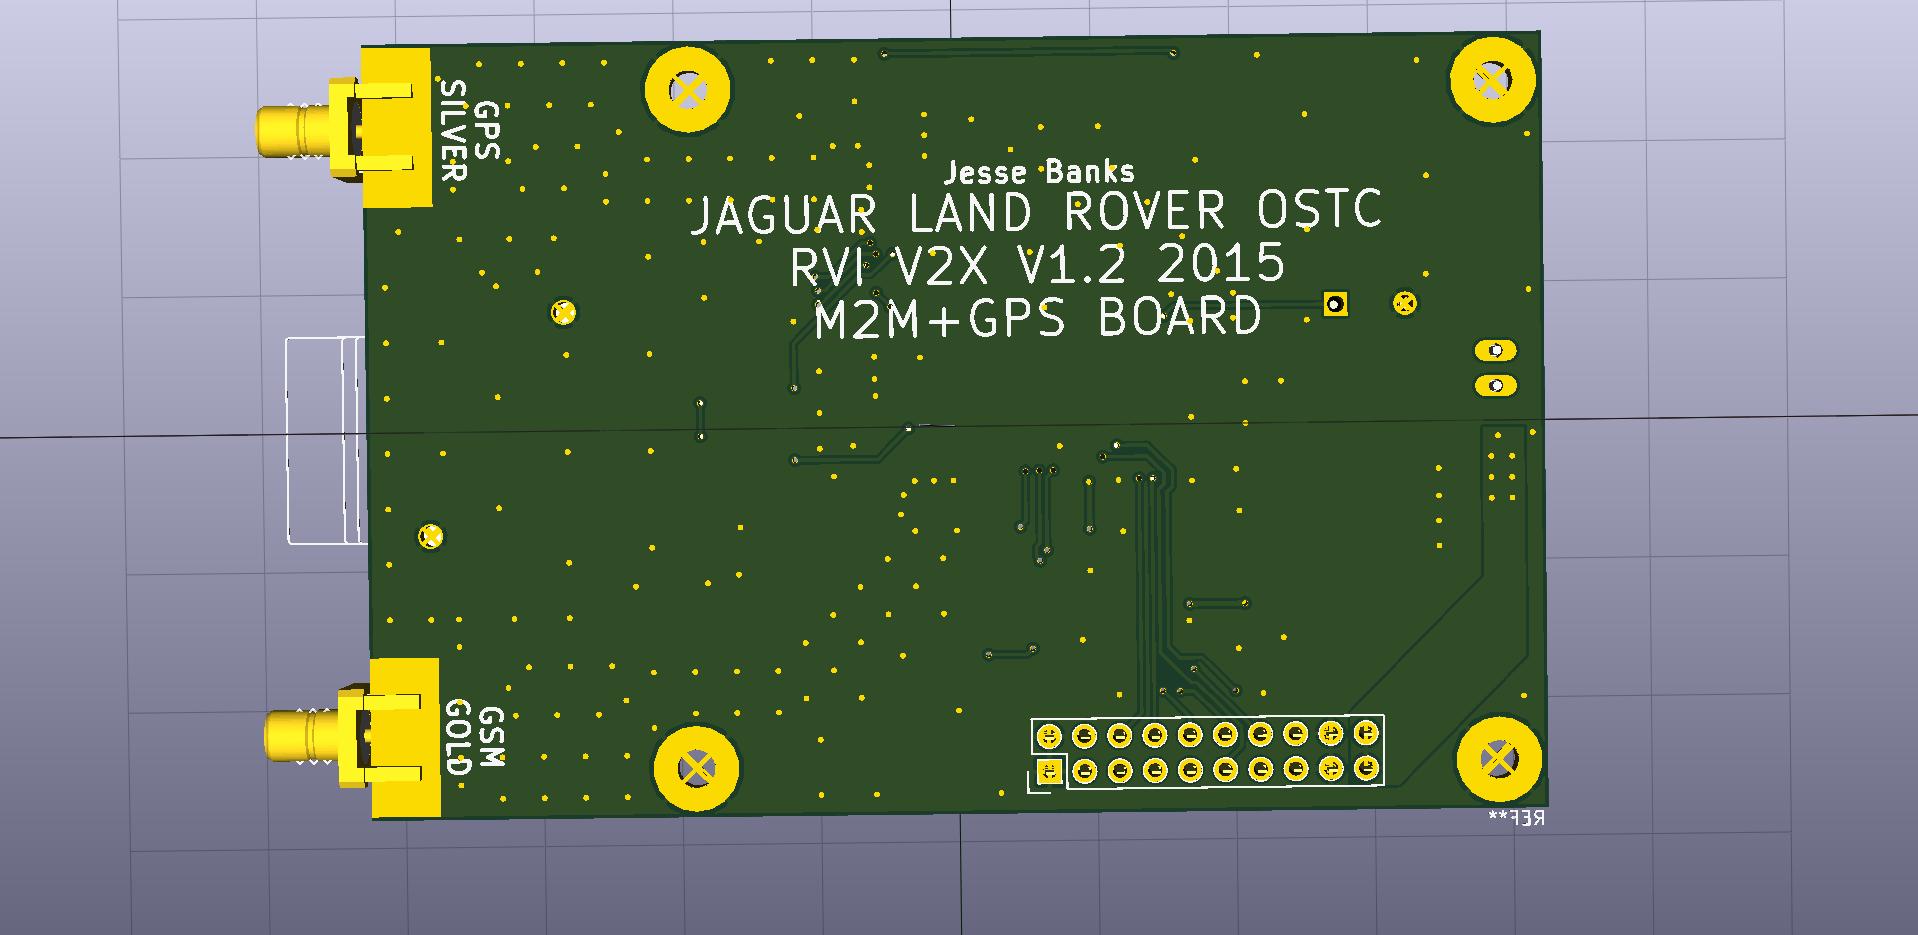 GPS
SILVER
Jesse Banks
JAGUAR LAND ROVER OSTC
RVI V2X V1.2 2015
M2M+GPS BOARD
GSM
GOLD
REF**